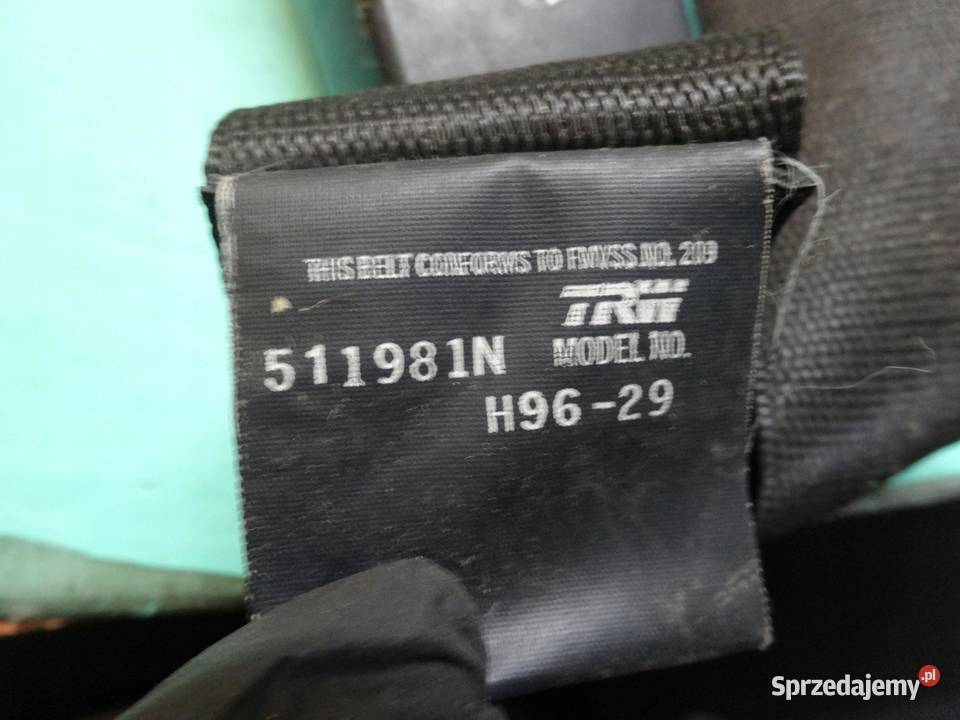 THIS BELT CONFORMS TO FMVSS NO. 209
TRW
511981N MODEL NO.
H96-29
Sprzedajemy.pl